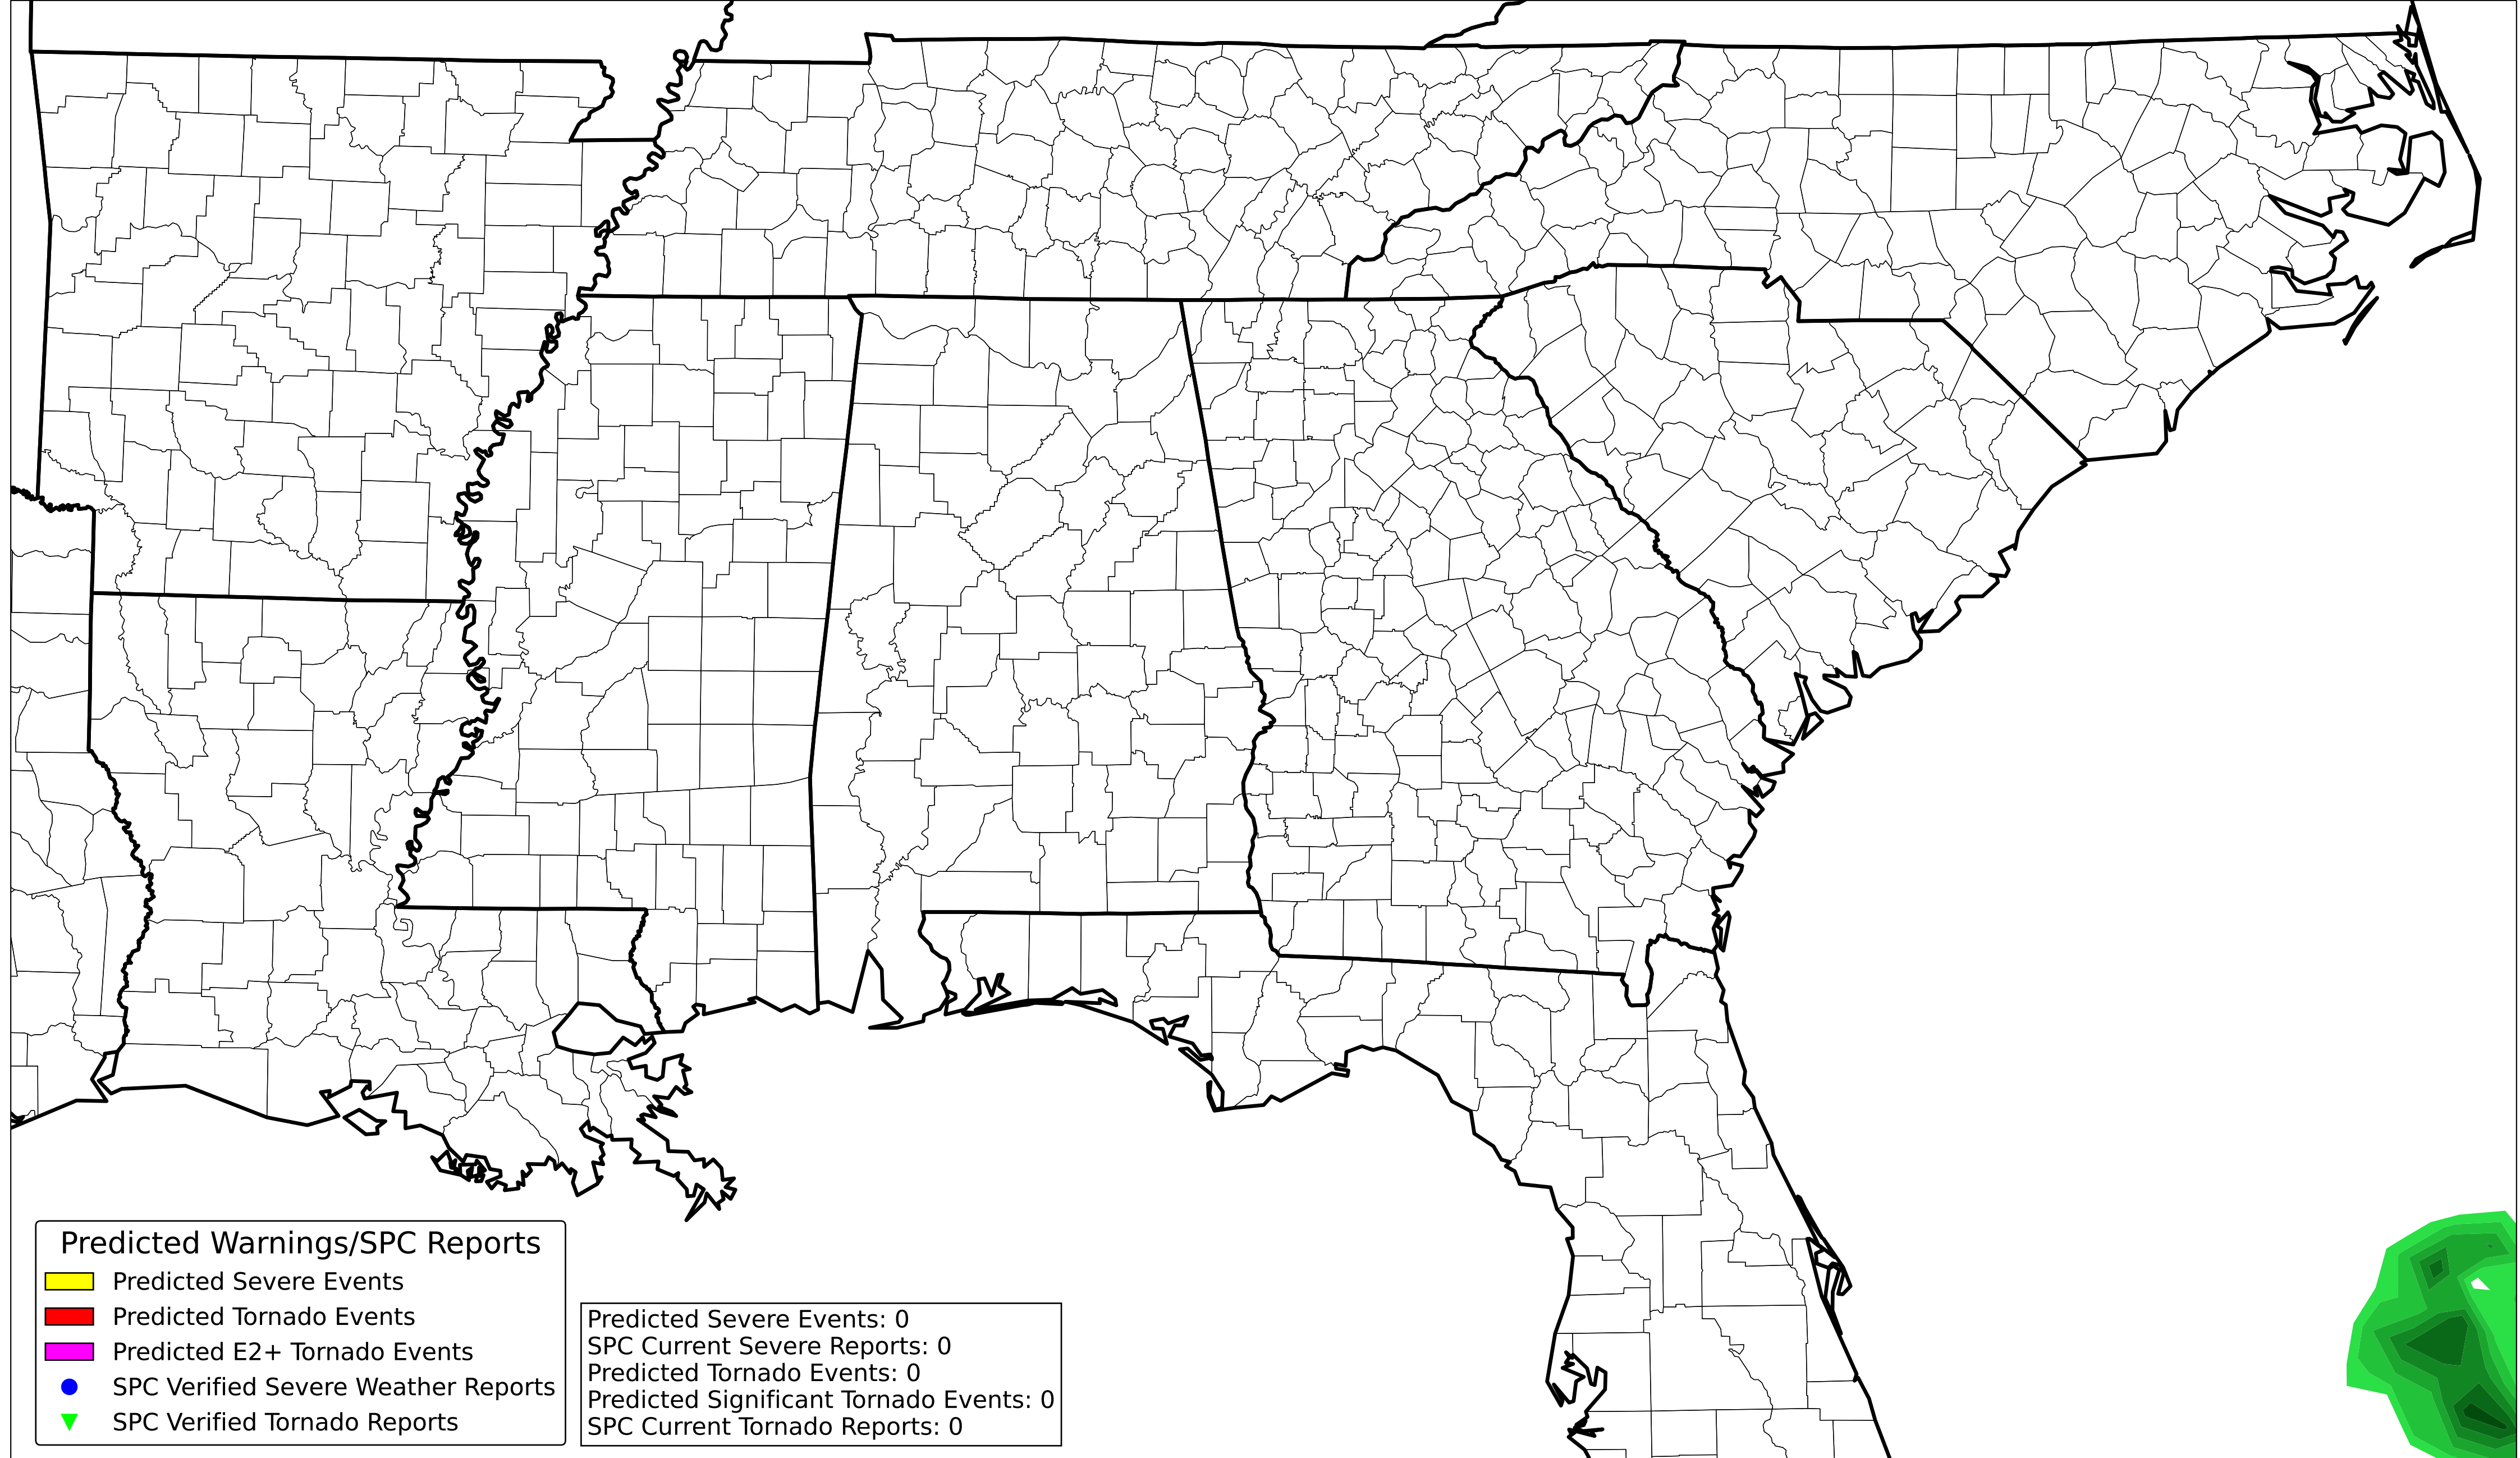 Predicted Warnings/SPC Reports
Predicted Severe Events
Predicted Tornado Events
Predicted E2+ Tornado Events
SPC Verified Severe Weather Reports
SPC Verified Tornado Reports
Predicted Severe Events: 0
SPC Current Severe Reports: 0
Predicted Tornado Events: 0
Predicted Significant Tornado Events: 0
SPC Current Tornado Reports: 0